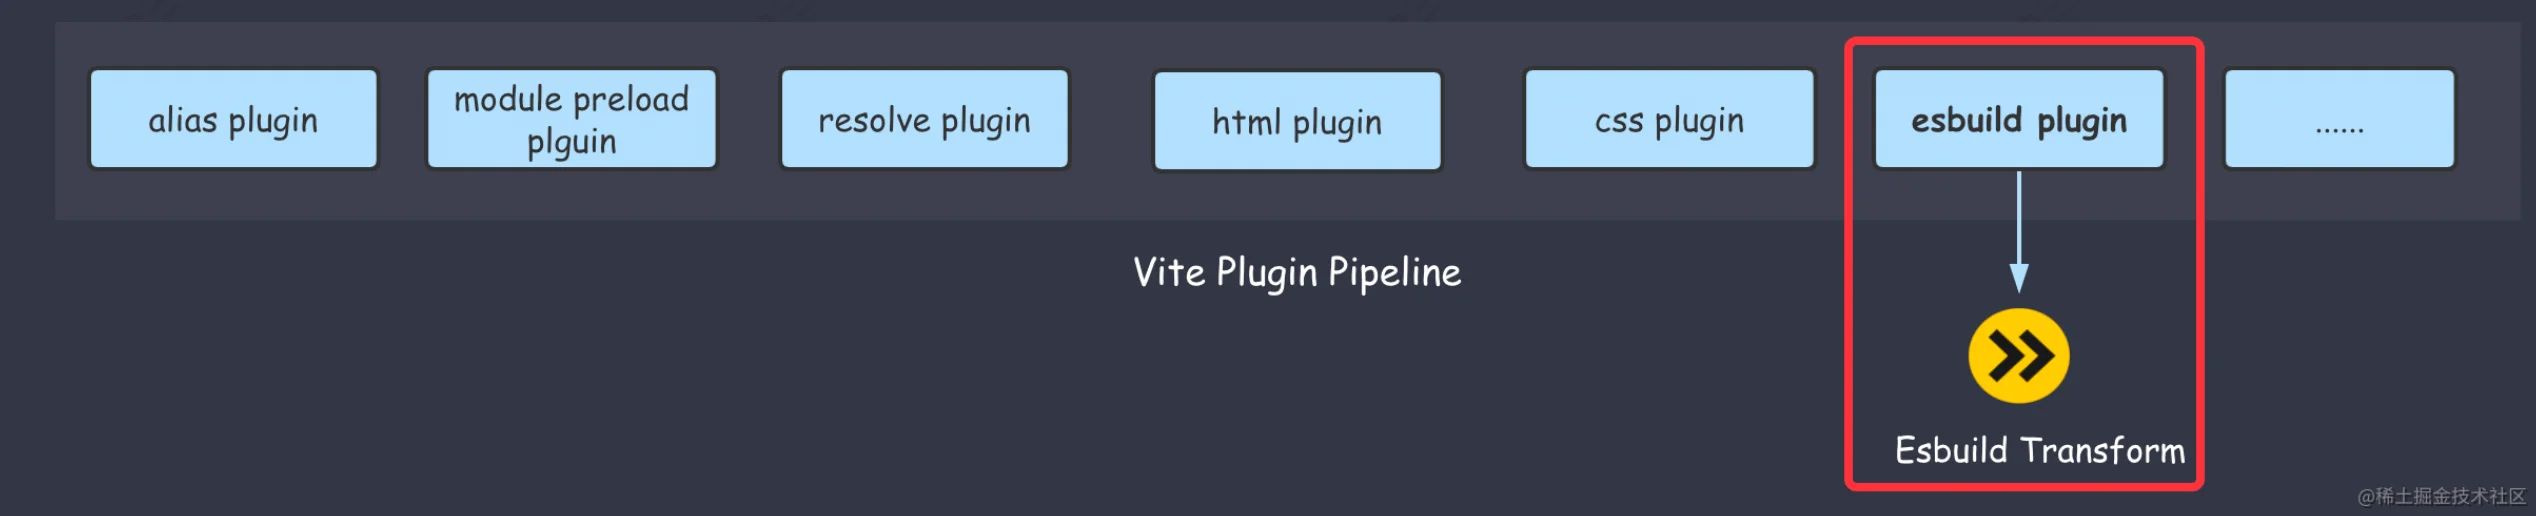 alias plugin
module preload
plguin
resolve plugin
html plugin
css plugin
esbuild plugin
......
Vite Plugin Pipeline
Esbuild Transform
@稀土掘金技术社区